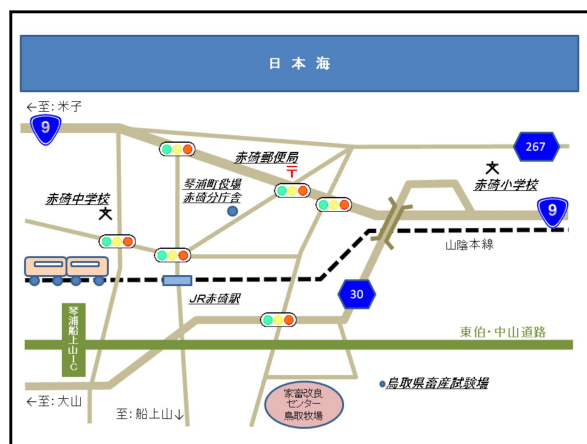 日本海
←至：米子
9
267
赤碕郵便局
〒
赤碕小学校
琴浦町役場
赤碕分庁舎
赤碕中学校
9
山陰本線
JR赤碕駅
30
琴浦船上山IC
東伯・中山道路
←至：大山
至：船上山↓
家畜改良
センター
鳥取牧場
鳥取県畜産試験場